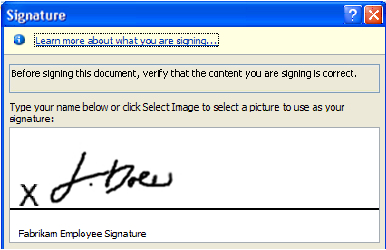 Signature
Learn more about what you are signing...
Before signing this document, verify that the content you are signing is correct.
Type your name below or click Select Image to select a picture to use as your
signature:
X J. Doew
Fabrikam Employee Signature